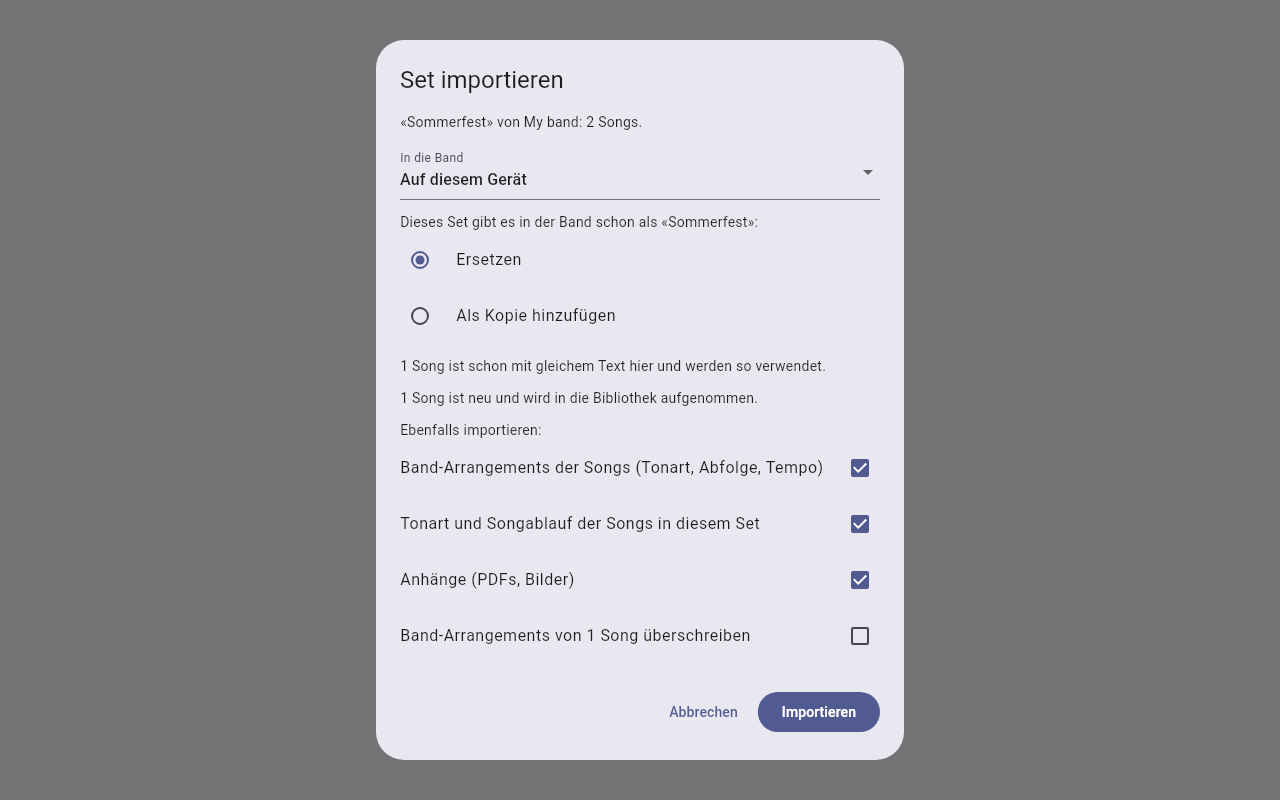 Set importieren
«Sommerfest» von My band: 2 Songs.
In die Band
Auf diesem Gerät
Dieses Set gibt es in der Band schon als «Sommerfest»:
Ersetzen
Als Kopie hinzufügen
1 Song ist schon mit gleichem Text hier und werden so verwendet.
1 Song ist neu und wird in die Bibliothek aufgenommen.
Ebenfalls importieren:
Band-Arrangements der Songs (Tonart, Abfolge, Tempo)
Tonart und Songablauf der Songs in diesem Set
Anhänge (PDFs, Bilder)
Band-Arrangements von 1 Song überschreiben
Abbrechen
Importieren